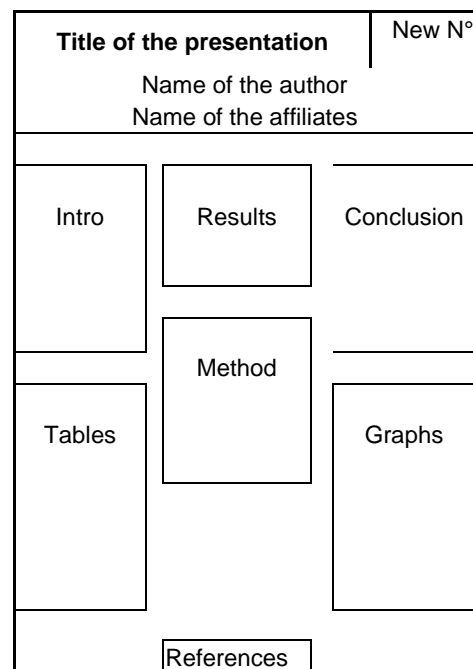 Title of the presentation
New N°
Name of the author
Name of the affiliates
Intro
Results
Conclusion
Method
Tables
Graphs
References